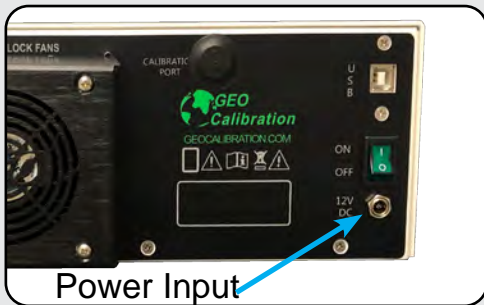 LOCK FANS
CALIBRATIO
PORT
U
S
B
GEO
Calibration
GEOCALIBRATION.COM
ON
OFF
12V
DC
Power Input